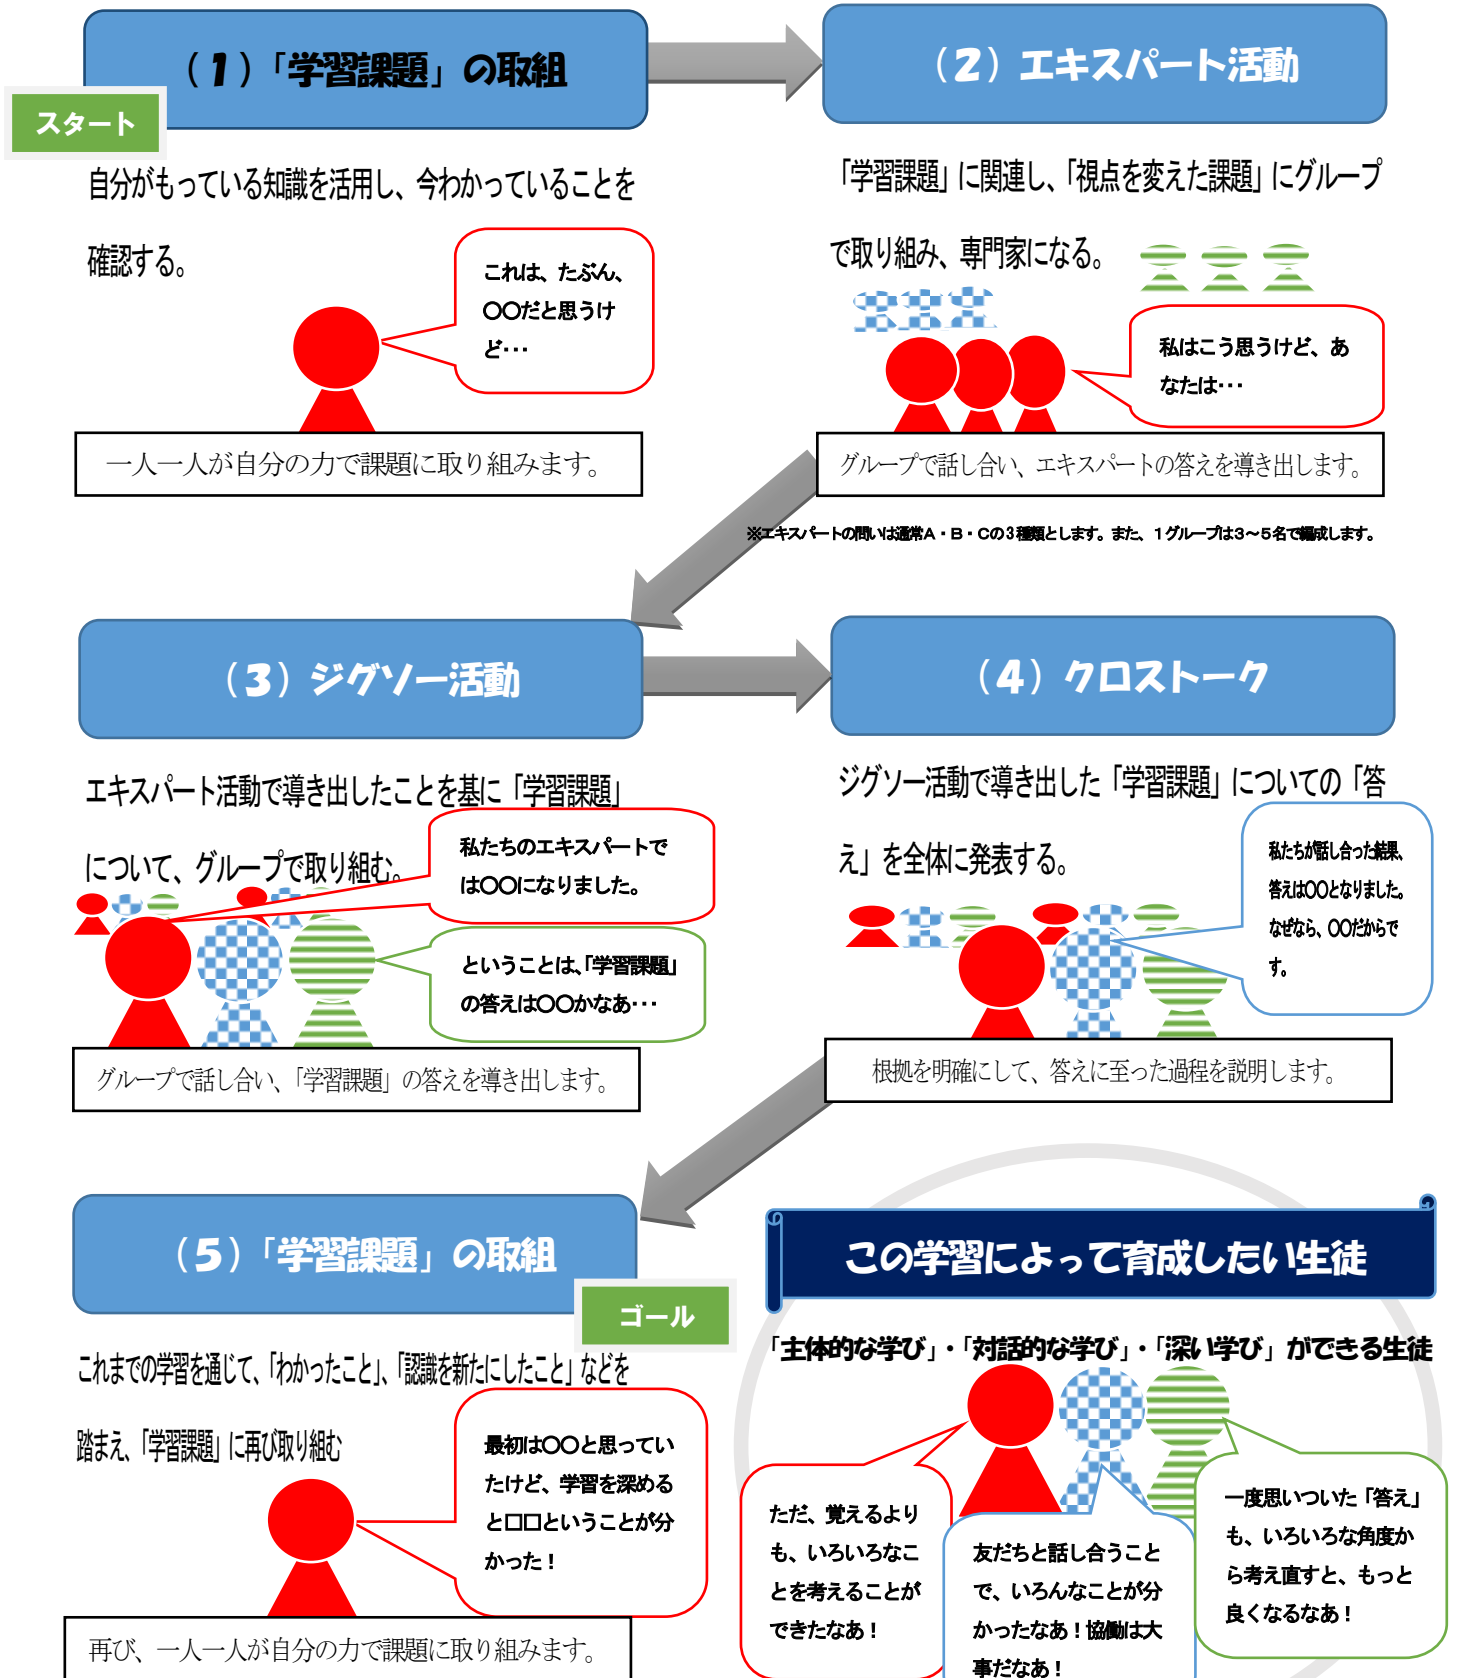 (1)「学習課題」の取組
スタート
自分がもっている知識を活用し、今わかっていることを
確認する。
これは、たぶん、
〇〇だと思うけ
ど・・・
一人一人が自分の力で課題に取り組みます。
(2)エキスパート活動
「学習課題」に関連し、「視点を変えた課題」にグループ
で取り組み、専門家になる。
私はこう思うけど、あ
なたは・・・
グループで話し合い、エキスパートの答えを導き出します。
※エキスパートの問いは通常A・B・Cの3種類とします。また、1グループは3～5名で編成します。
(3)ジグソー活動
エキスパート活動で導き出したことを基に「学習課題」
について、グループで取り組む。
私たちのエキスパートで
は〇〇になりました。
ということは、「学習課題」
の答えは〇〇かなあ・・・
グループで話し合い、「学習課題」の答えを導き出します。
(4)クロストーク
ジグソー活動で導き出した「学習課題」についての「答
え」を全体に発表する。
私たちが話し合った結果、
答えは〇〇となりました。
なぜなら、〇〇だからで
す。
根拠を明確にして、答えに至った過程を説明します。
(5)「学習課題」の取組
ゴール
これまでの学習を通じて、「わかったこと」、「認識を新たにしたこと」などを
踏まえ、「学習課題」に再び取り組む
最初は〇〇と思ってい
たけど、学習を深める
と□□ということが分
かった！
再び、一人一人が自分の力で課題に取り組みます。
この学習によって育成したい生徒
「主体的な学び」・「対話的な学び」・「深い学び」ができる生徒
ただ、覚えるより
も、いろいろなこ
とを考えることが
できたなあ！
友だちと話し合うこと
で、いろんなことが分
かったなあ！協働は大
事だなあ！
一度思いついた「答え」
も、いろいろな角度か
ら考え直すと、もっと
良くなるなあ！